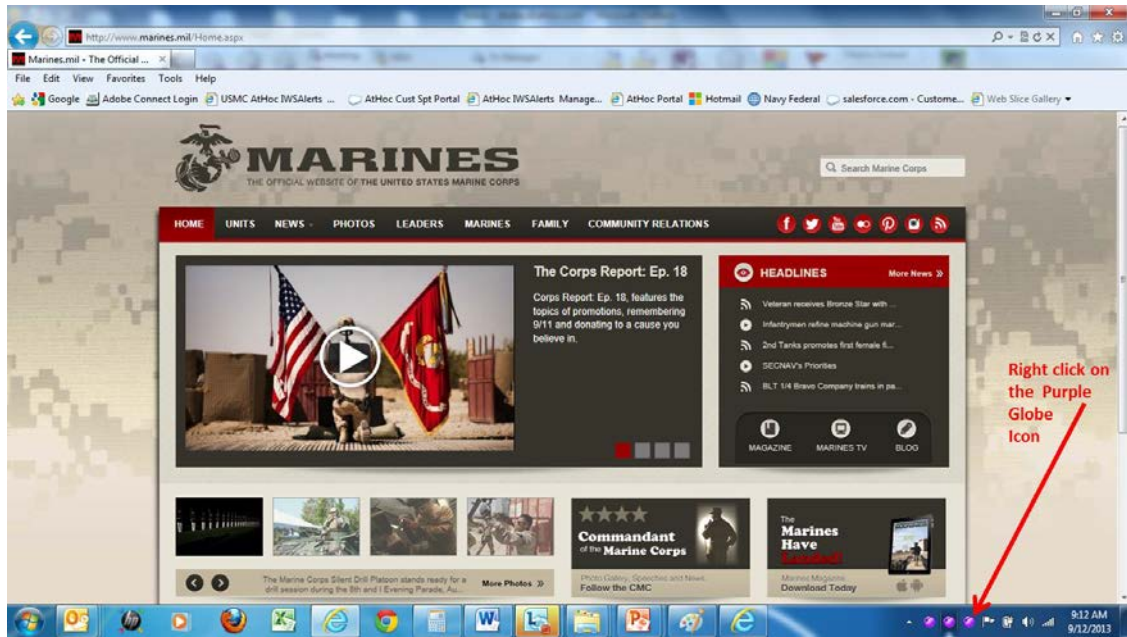 http://www.marines.mil/Home.aspx
Marines.mil - The Official ...
File Edit View Favorites Tools Help
Google Adobe Connect Login USMC AtHoc IWSAlerts ... AtHoc Cust Spt Portal AtHoc IWSAlerts Manage... AtHoc Portal Hotmail Navy Federal salesforce.com - Custome... Web Slice Gallery
MARINES
THE OFFICIAL WEBSITE OF THE UNITED STATES MARINE CORPS
Search Marine Corps
HOME UNITS NEWS PHOTOS LEADERS MARINES FAMILY COMMUNITY RELATIONS
The Corps Report: Ep. 18
Corps Report: Ep. 18, features the
topics of promotions, remembering
9/11 and donating to a cause you
believe in.
HEADLINES More News »
Veteran receives Bronze Star with ...
Infantrymen refine machine gun mar...
2nd Tanks promotes first female fi...
SECNAV's Priorities
BLT 1/4 Bravo Company trains in pa...
MAGAZINE MARINES TV BLOG
Right click on
the Purple
Globe
Icon
The Marine Corps Silent Drill Platoon stands ready for a
drill session during the 8th and I Evening Parade, Au...
More Photos »
Commandant
of the Marine Corps
Photo Gallery, Speeches and News
Follow the CMC
The
Marines
Have
Landed!
Marines Magazine
Download Today
9:12 AM
9/12/2013